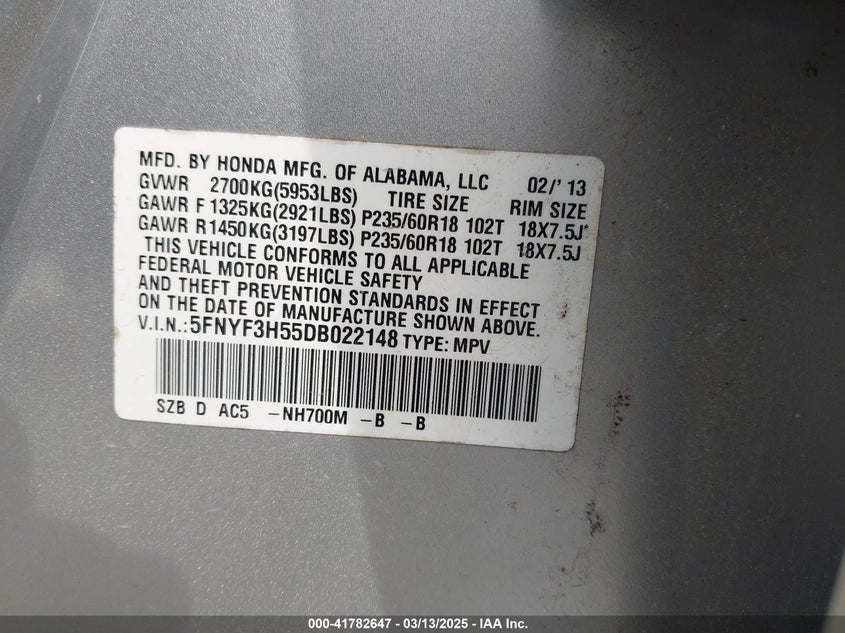 MFD. BY HONDA MFG. OF ALABAMA, LLC 02/' 13
GVWR 2700KG(5953LBS) TIRE SIZE RIM SIZE
GAWR F 1325KG(2921LBS) P235/60R18 102T 18X7.5J
GAWR R1450KG(3197LBS) P235/60R18 102T 18X7.5J
THIS VEHICLE CONFORMS TO ALL APPLICABLE
FEDERAL MOTOR VEHICLE SAFETY
AND THEFT PREVENTION STANDARDS IN EFFECT
ON THE DATE OF MANUFACTURE SHOWN ABOVE.
V.I.N.:5FNYF3H55DB022148 TYPE: MPV
SZB D AC5 -NH700M -B -B
000-41782647 - 03/13/2025 - IAA Inc.